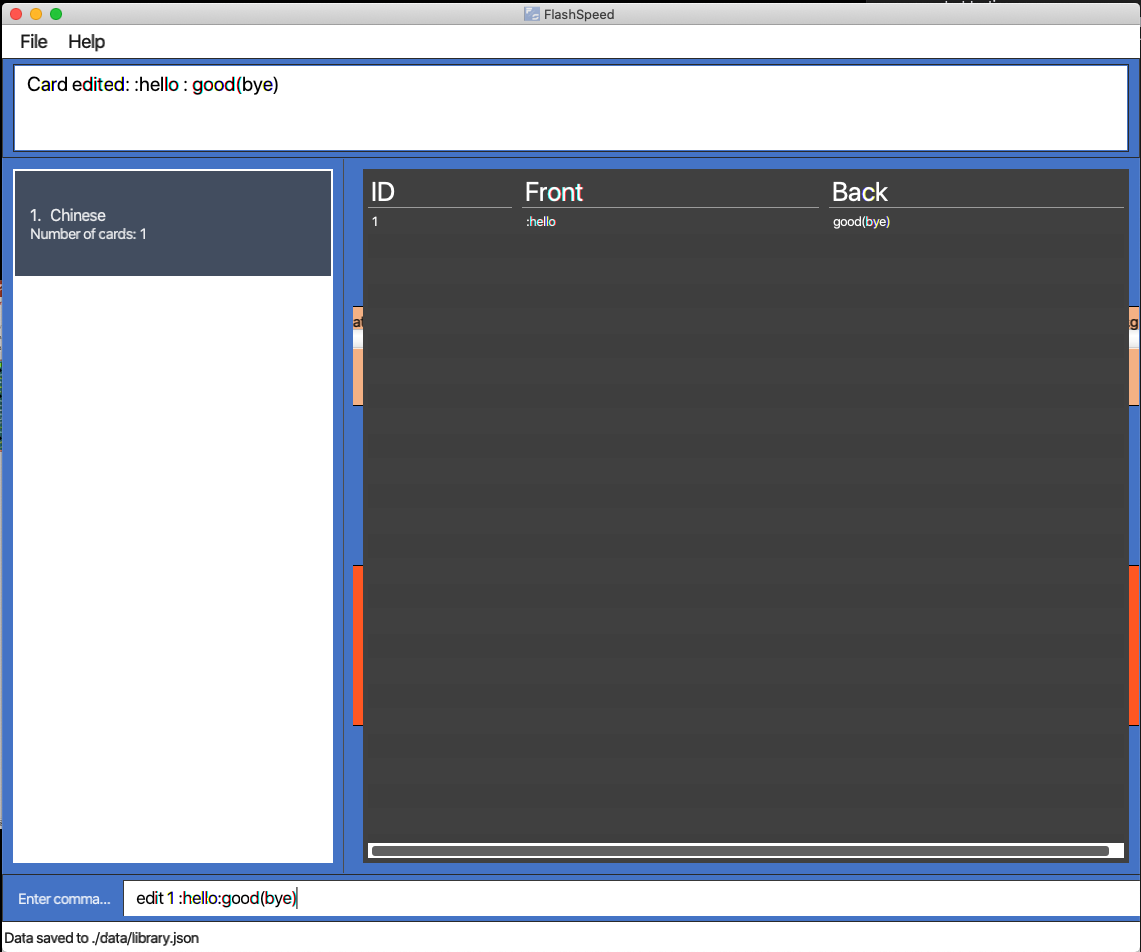 FlashSpeed
File Help
Card edited: :hello : good(bye)
1. Chinese
Number of cards: 1
ID Front Back
1 :hello good(bye)
Enter comma...
edit 1 :hello:good(bye)
Data saved to ./data/library.json